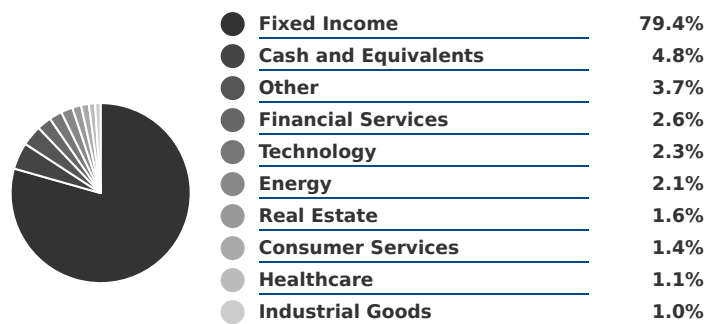 Fixed Income 79.4%
Cash and Equivalents 4.8%
Other 3.7%
Financial Services 2.6%
Technology 2.3%
Energy 2.1%
Real Estate 1.6%
Consumer Services 1.4%
Healthcare 1.1%
Industrial Goods 1.0%